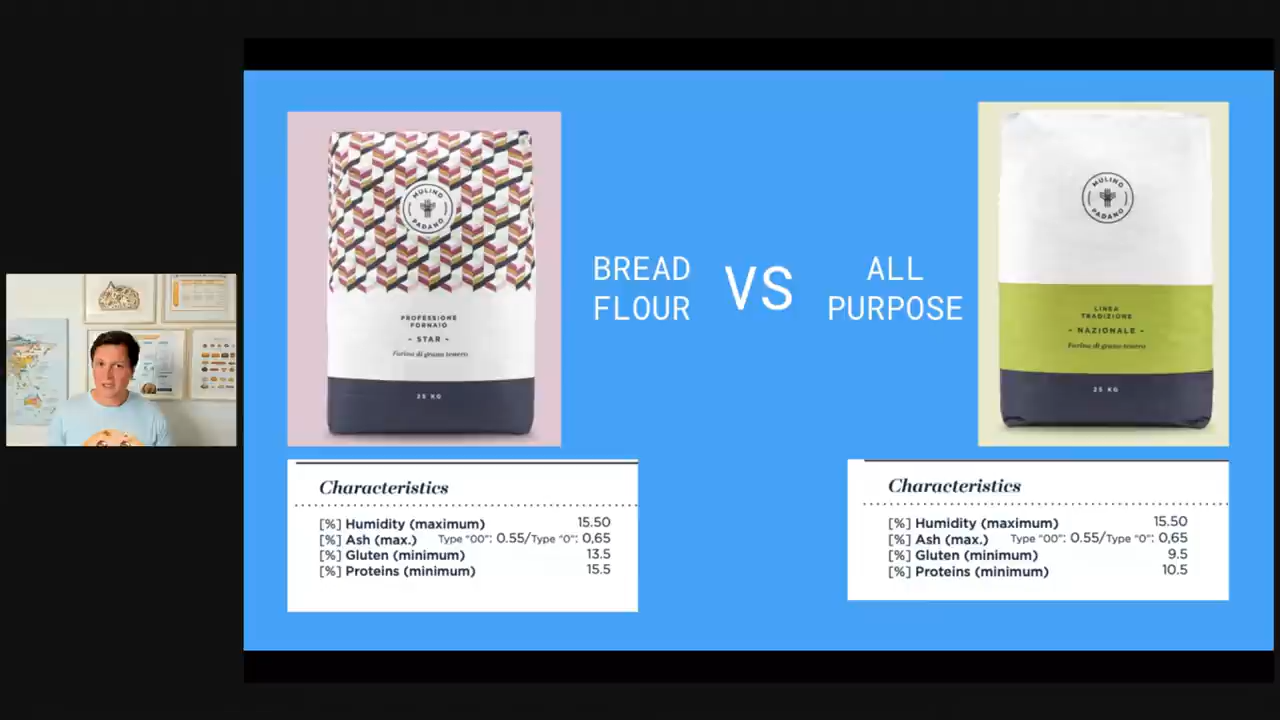 MULINO
PADANO
PROFESSIONE
FORNAIO
- STAR -
Farina di grano tenero
25 KG
BREAD
FLOUR
VS
ALL
PURPOSE
MULINO
PADANO
LINEA
TRADIZIONE
- NAZIONALE -
Farina di grano tenero
25 KG
Characteristics
[%] Humidity (maximum) 15.50
[%] Ash (max.) Type "00": 0.55/Type "0": 0,65
[%] Gluten (minimum) 13.5
[%] Proteins (minimum) 15.5
Characteristics
[%] Humidity (maximum) 15.50
[%] Ash (max.) Type "00": 0.55/Type "0": 0,65
[%] Gluten (minimum) 9.5
[%] Proteins (minimum) 10.5